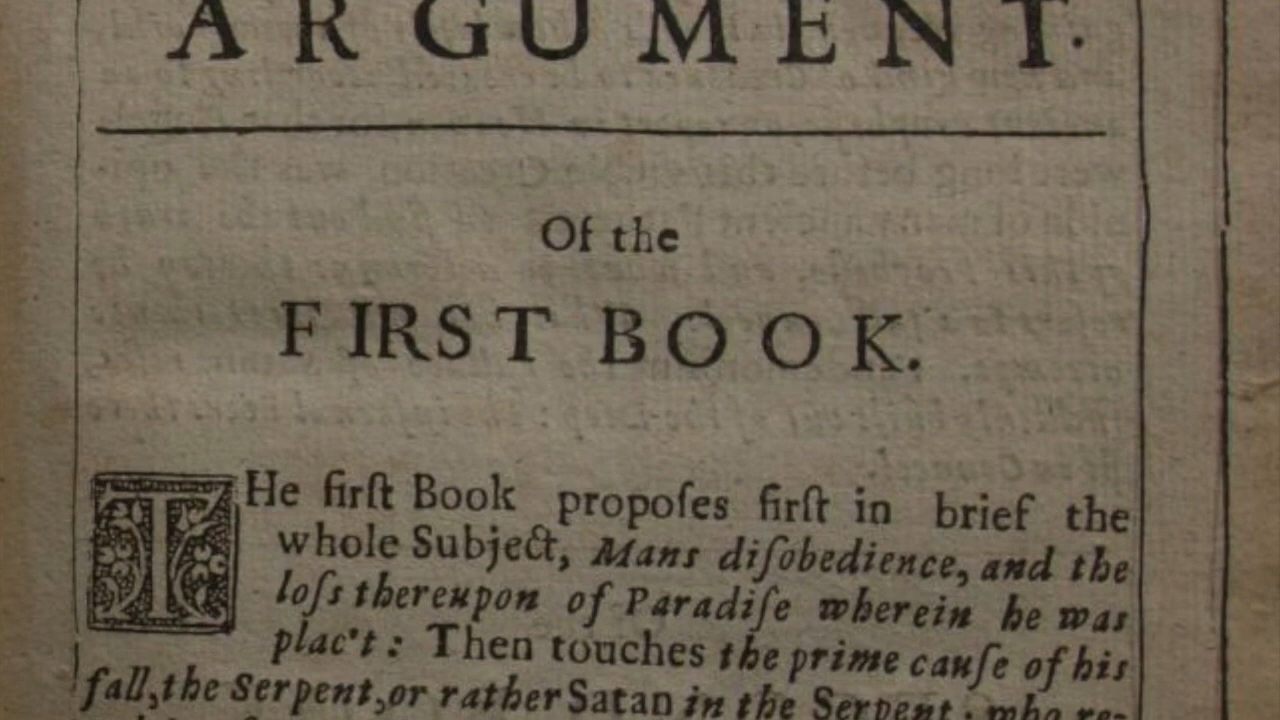 ARGUMENT.
Of the
FIRST BOOK.
THe firſt Book propoſes firſt in brief the
whole Subject, Mans diſobedience, and the
loſs thereupon of Paradiſe wherein he was
plac't: Then touches the prime cauſe of his
fall, the Serpent, or rather Satan in the Serpent; who re-